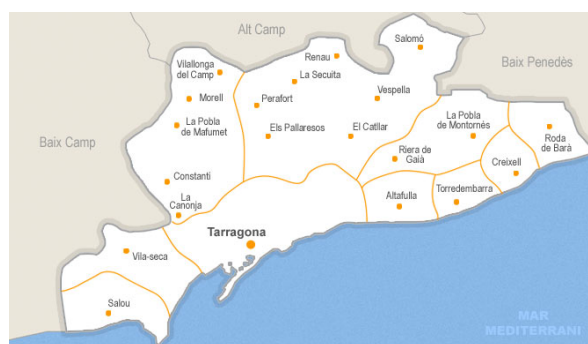 Alt Camp
Salomó
Renau
Baix Penedès
Vilallonga
del Camp
La Secuita
Morell
Perafort
Vespella
La Pobla
de Mafumet
Els Pallaresos
El Catllar
La Pobla
de Montornés
Roda
de Barà
Baix Camp
Riera de
Gaià
Creixell
Constantí
La
Canonja
Altafulla
Torredembarra
Tarragona
Vila-seca
Salou
MAR
MEDITERRANI